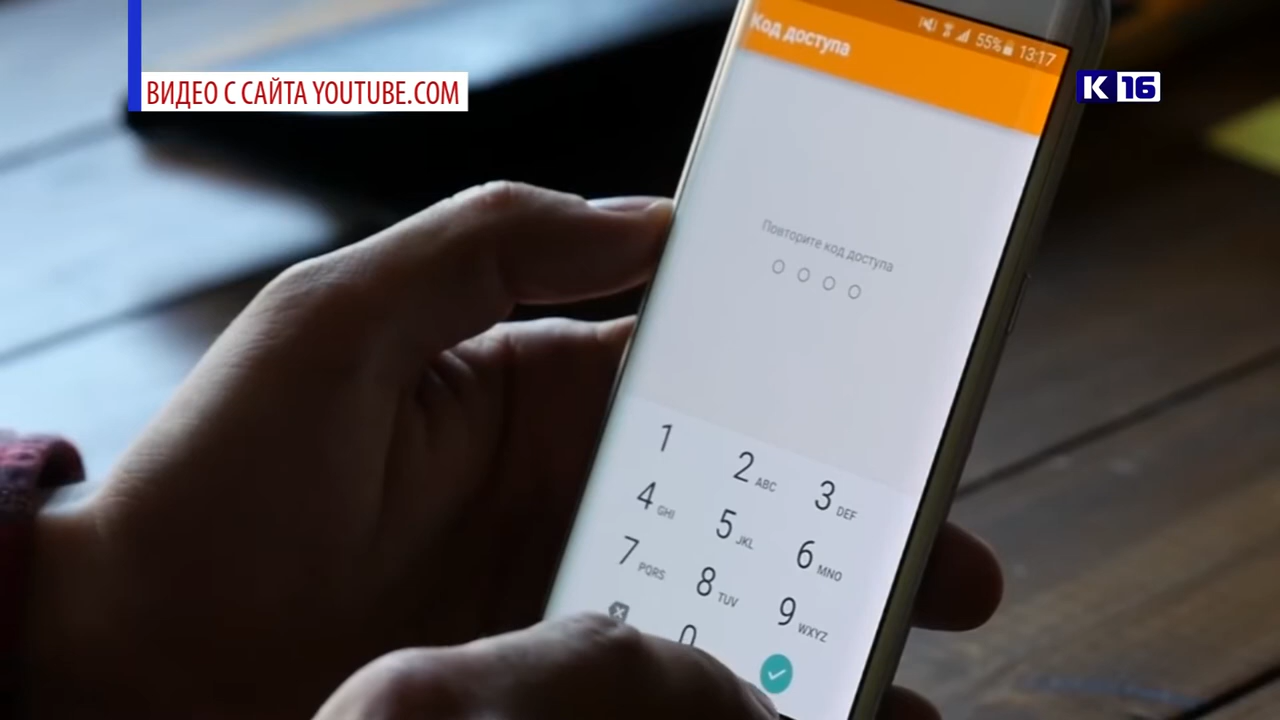 Код доступа
55% 13:17
ВИДЕО С САЙТА YOUTUBE.COM
К 16
Повторите код доступа
1
2 ABC
3 DEF
4 GHI
5 JKL
6 MNO
7 PQRS
8 TUV
9 WXYZ
0